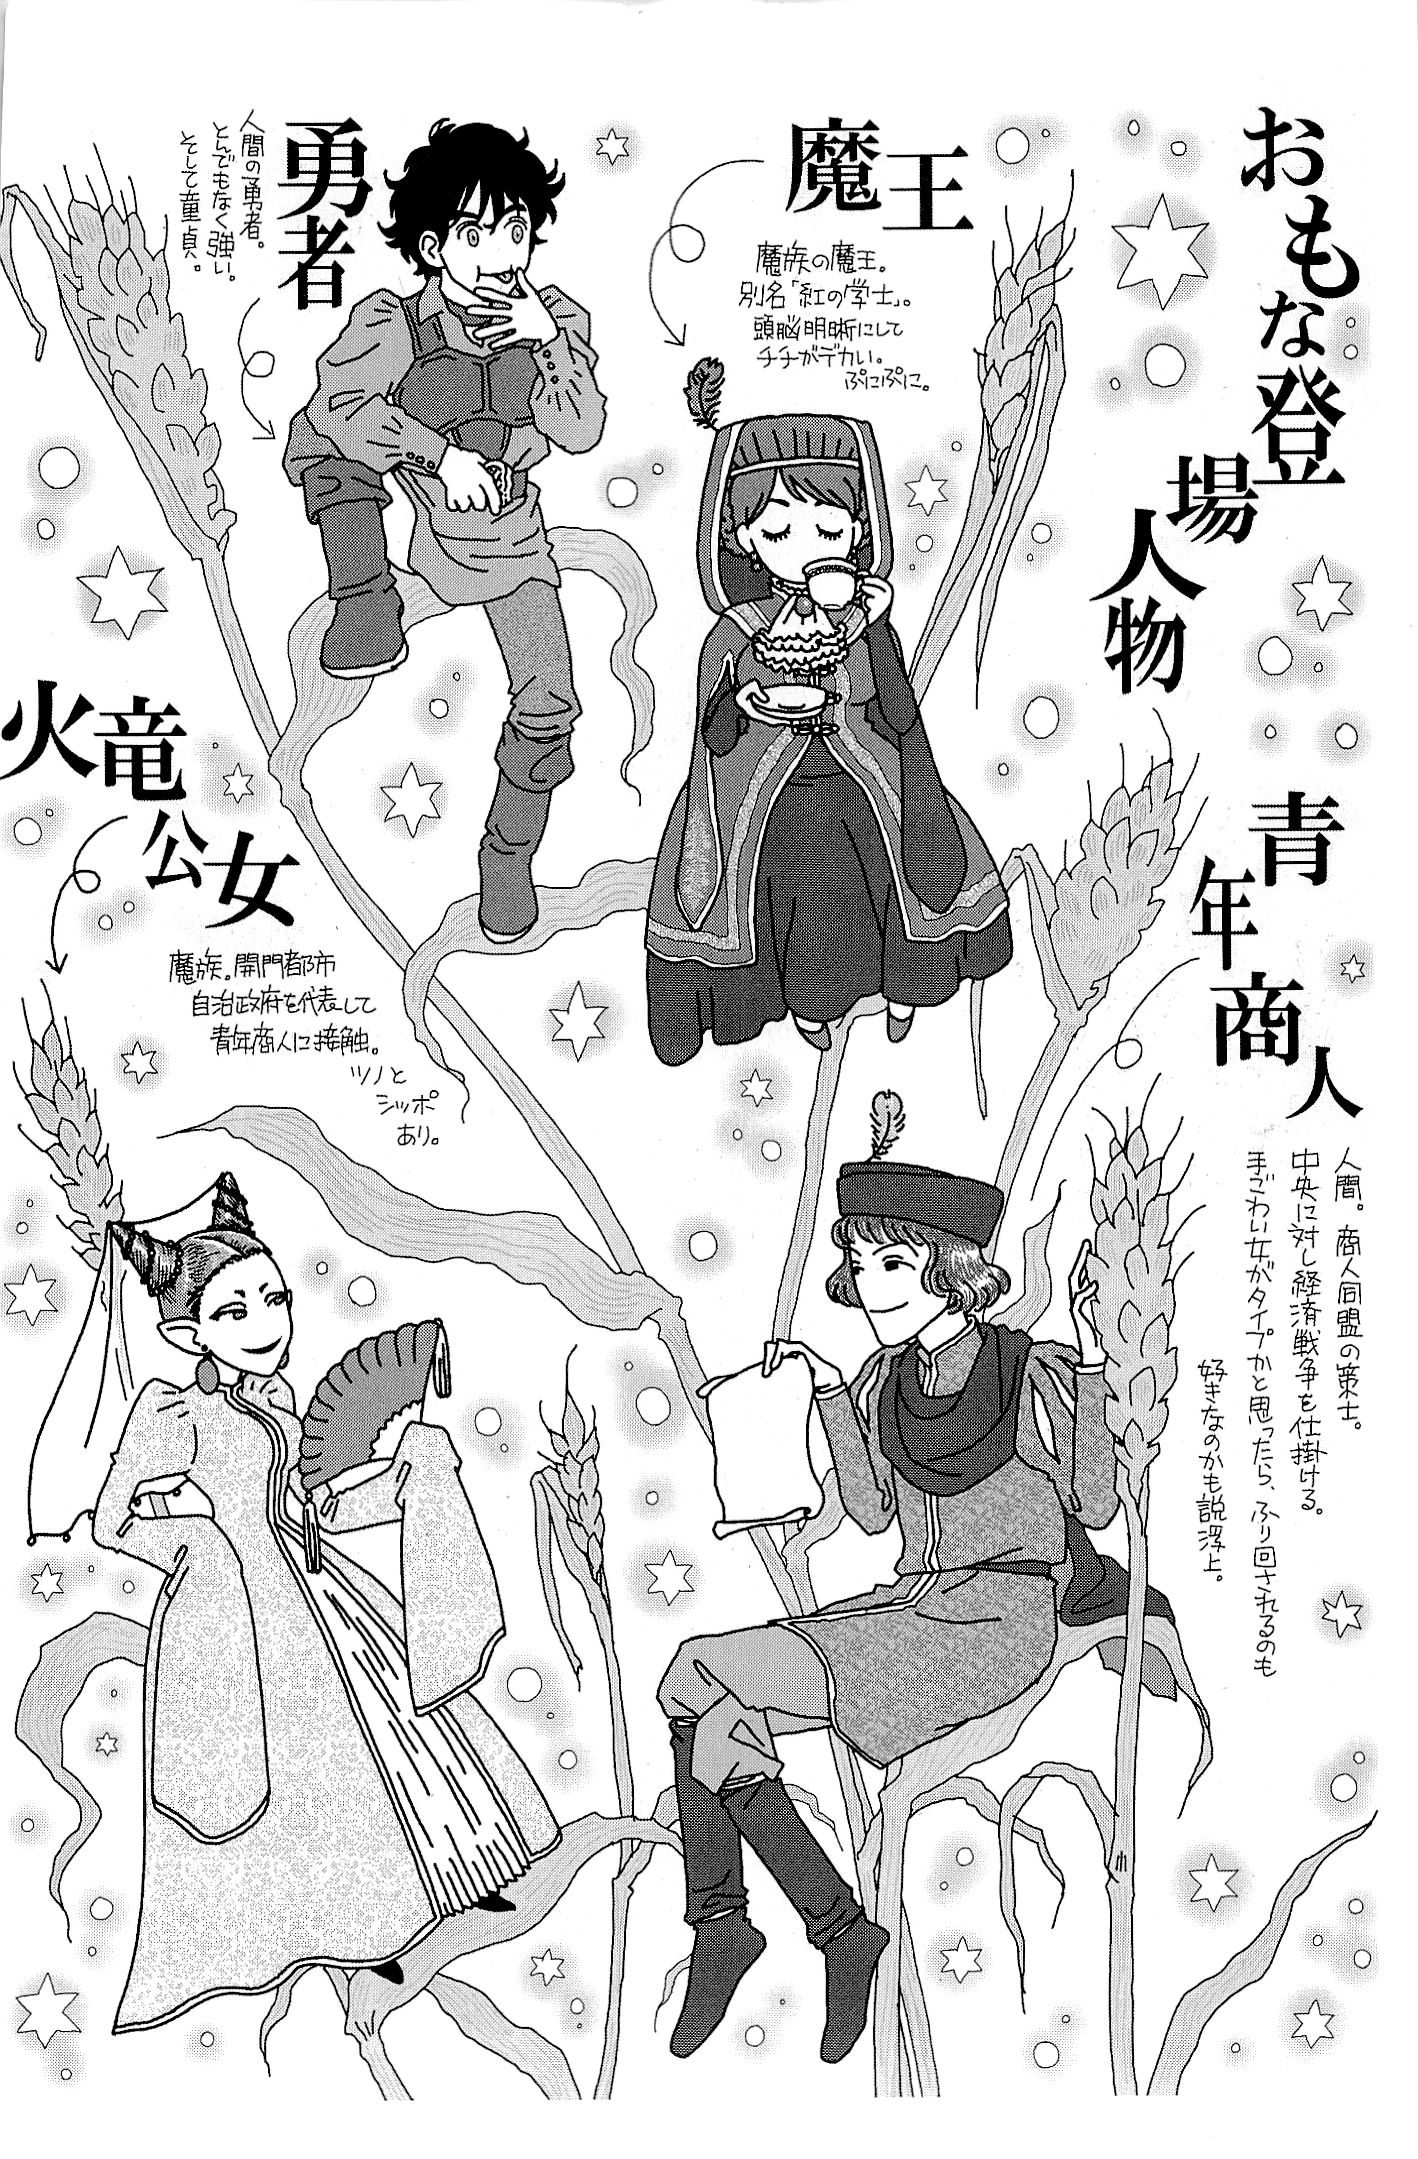 おもな登場人物
魔王
魔族の魔王。
別名「紅の学士」。
頭脳明晰にして
チチがデカい。
ぷにぷに。
勇者
人間の勇者。
とんでもなく強い。
そして童貞。
青年商人
人間。商人同盟の策士。
中央に対し経済戦争を仕掛ける。
手ごわい女がタイプかと思ったら、ふり回されるのも
好きなのかも説浮上。
火竜公女
魔族。開門都市
自治政府を代表して
青年商人に接触。
ツノと
シッポ
あり。